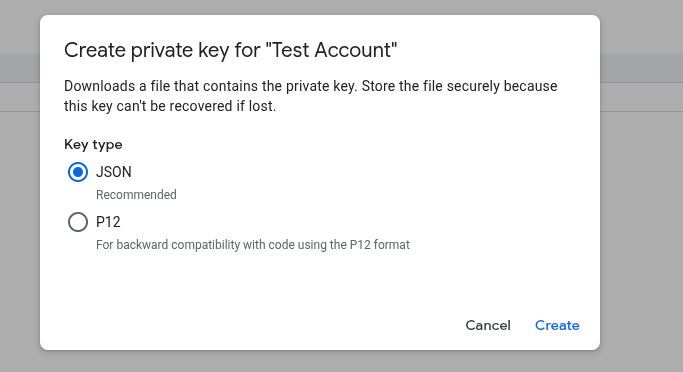 Create private key for "Test Account"
Downloads a file that contains the private key. Store the file securely because
this key can't be recovered if lost.
Key type
JSON
Recommended
P12
For backward compatibility with code using the P12 format
Cancel Create